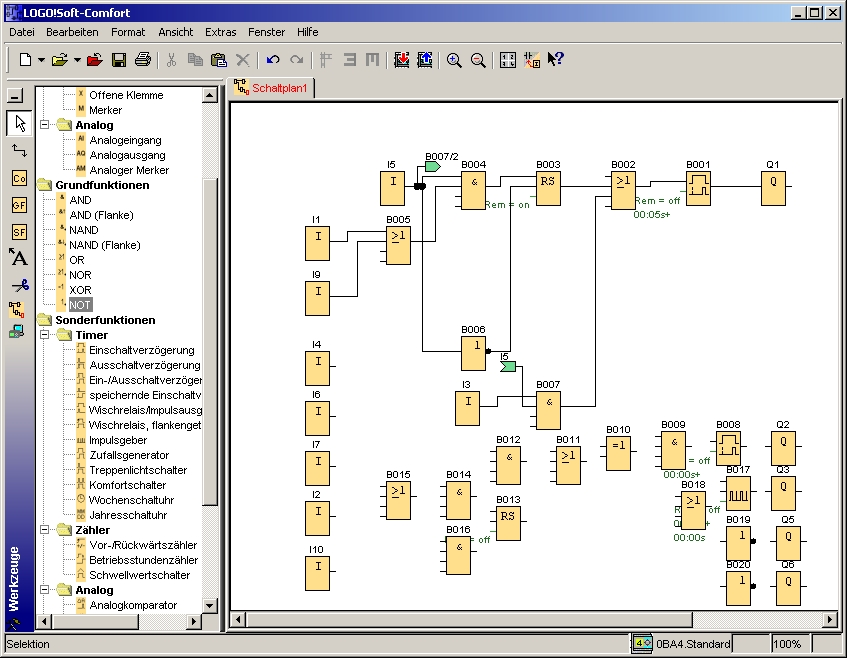 LOGO!Soft-Comfort
Datei Bearbeiten Format Ansicht Extras Fenster Hilfe
Schaltplan1
Offene Klemme
Merker
Analog
Analogeingang
Analogausgang
Analoger Merker
Grundfunktionen
AND
AND (Flanke)
NAND
NAND (Flanke)
OR
NOR
XOR
NOT
Sonderfunktionen
Timer
Einschaltverzögerung
Ausschaltverzögerung
Ein-/Ausschaltverzöger
speichernde Einschaltv
Wischrelais/Impulsausg
Wischrelais, flankenget
Impulsgeber
Zufallsgenerator
Treppenlichtschalter
Komfortschalter
Wochenschaltuhr
Jahresschaltuhr
Zähler
Vor-/Rückwärtszähler
Betriebsstundenzähler
Schwellwertschalter
Analog
Analogkomparator
Co
GF
SF
A
Werkzeuge
I5 B007/2 B004 B003 B002 B001 Q1
I & RS ≥1 Q
Rem = on
Rem = off
00:05s+
I1 B005
I ≥1
I9
I
B006
1
I5
I4
I
I3 B007
I &
I6
I
B012 B011 B010 B009 B008 Q2
& ≥1 =1 & Q
= off
00:00s+
I7
I
B015 B014 B017 Q3
≥1 & Q
B018
≥1
off
00:00s
I2
I
B013
RS
B016
&
= off
B019 Q5
1 Q
I10
I
B020 Q6
1 Q
Selektion
0BA4.Standard
100%